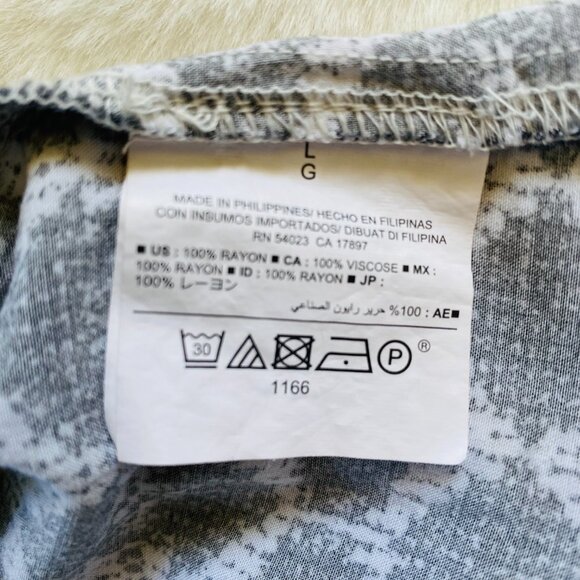 L
G
MADE IN PHILIPPINES/ HECHO EN FILIPINAS
CON INSUMOS IMPORTADOS/ DIBUAT DI FILIPINA
RN 54023 CA 17897
■ US : 100% RAYON ■ CA : 100% VISCOSE ■ MX :
100% RAYON ■ ID : 100% RAYON ■ JP :
100% レーヨン
■ AE : 100% حرير رايون الصناعي
30 P ®
1166